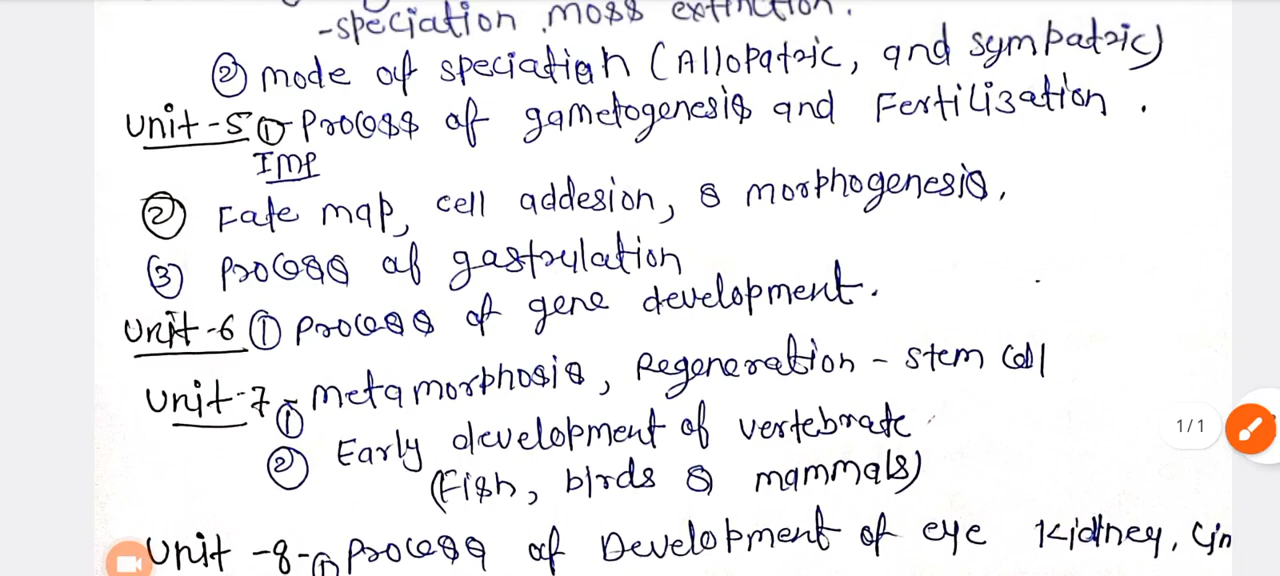 -speciation, moss extinction.
② mode of speciation (Allopatric, and sympatric)
Unit-5 ① Process of gametogenesis and Fertilization.
IMP
② Fate map, cell addesion, & morphogenesis,
③ process of gastrulation
Unit-6 ① process of gene development.
Unit-7 ① - metamorphosis, Regeneration - stem cell
② Early development of vertebrate
(Fish, birds & mammals)
1/1
Unit -8-① process of Development of eye Kidney,